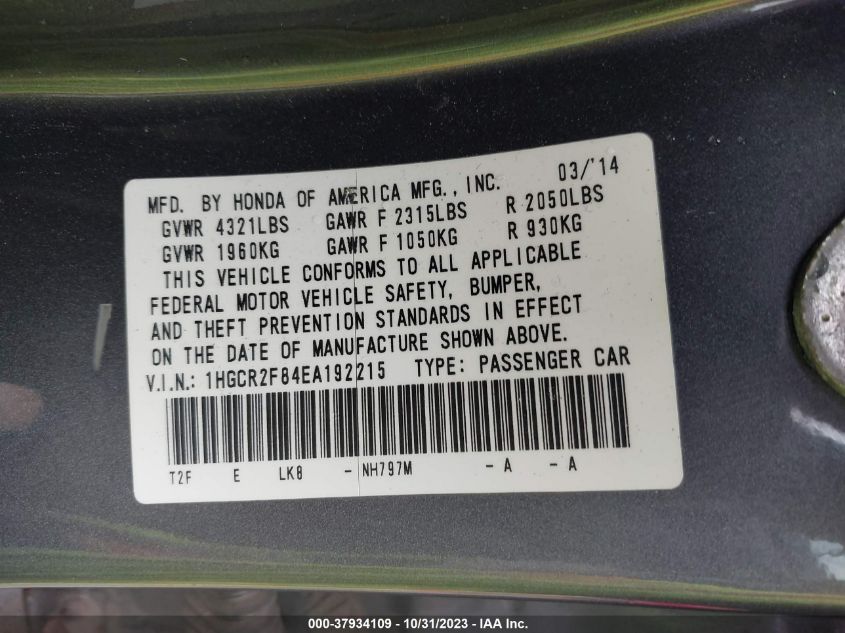 03/'14
MFD. BY HONDA OF AMERICA MFG., INC.
GVWR 4321LBS GAWR F 2315LBS R 2050LBS
GVWR 1960KG GAWR F 1050KG R 930KG
THIS VEHICLE CONFORMS TO ALL APPLICABLE
FEDERAL MOTOR VEHICLE SAFETY, BUMPER,
AND THEFT PREVENTION STANDARDS IN EFFECT
ON THE DATE OF MANUFACTURE SHOWN ABOVE.
V.I.N.: 1HGCR2F84EA192215 TYPE: PASSENGER CAR
T2F E LK8 - NH797M - A - A
000-37934109 - 10/31/2023 - IAA Inc.